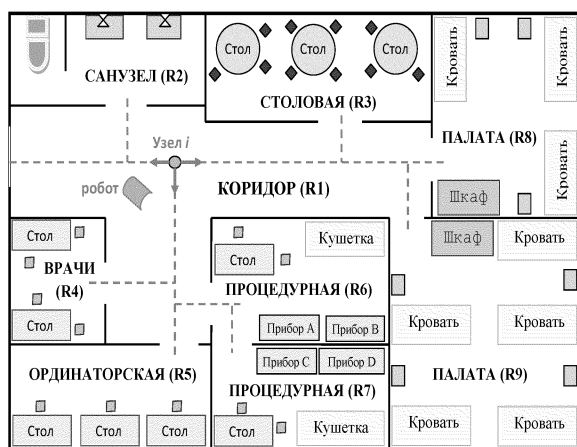 Стол
Стол
Стол
Кровать
Кровать
САНУЗЕЛ (R2)
СТОЛОВАЯ (R3)
Узел i
ПАЛАТА (R8)
Кровать
робот
КОРИДОР (R1)
Шкаф
Стол
Кушетка
Шкаф
Кровать
Стол
ВРАЧИ
(R4)
ПРОЦЕДУРНАЯ (R6)
Стол
Прибор A
Прибор B
Кровать
Кровать
Прибор C
Прибор D
ОРДИНАТОРСКАЯ (R5)
ПРОЦЕДУРНАЯ (R7)
ПАЛАТА (R9)
Стол
Стол
Стол
Стол
Кушетка
Кровать
Кровать